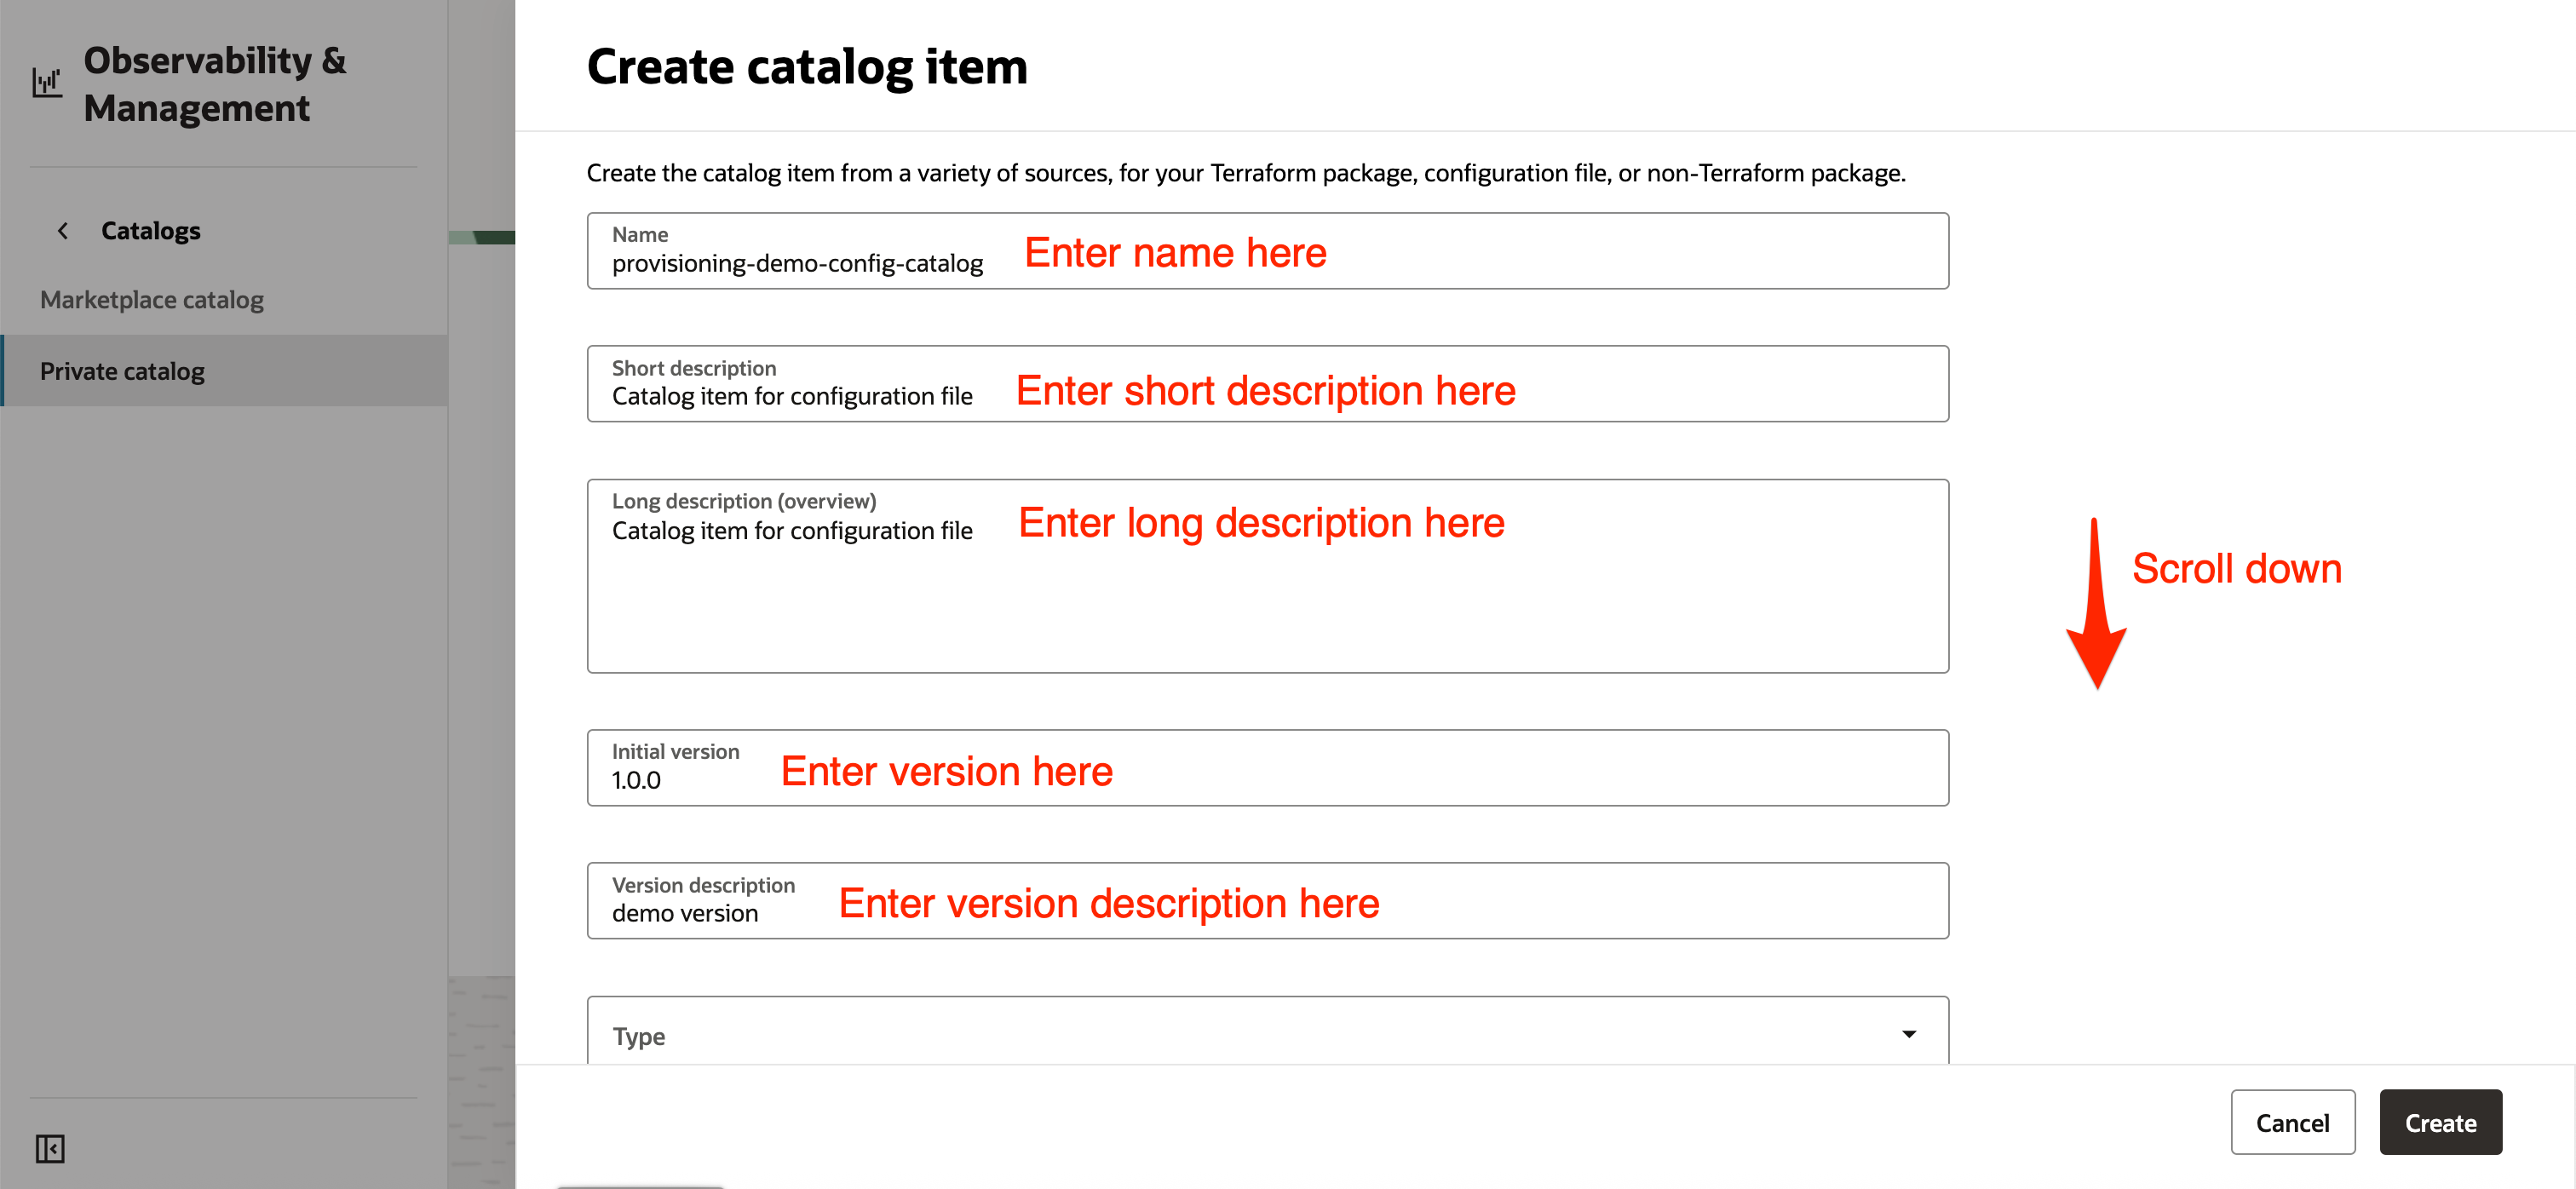 Observability &
Management
Catalogs
Marketplace catalog
Private catalog
Create catalog item
Create the catalog item from a variety of sources, for your Terraform package, configuration file, or non-Terraform package.
Name
provisioning-demo-config-catalog
Enter name here
Short description
Catalog item for configuration file
Enter short description here
Long description (overview)
Catalog item for configuration file
Enter long description here
Scroll down
Initial version
1.0.0
Enter version here
Version description
demo version
Enter version description here
Type
Cancel
Create